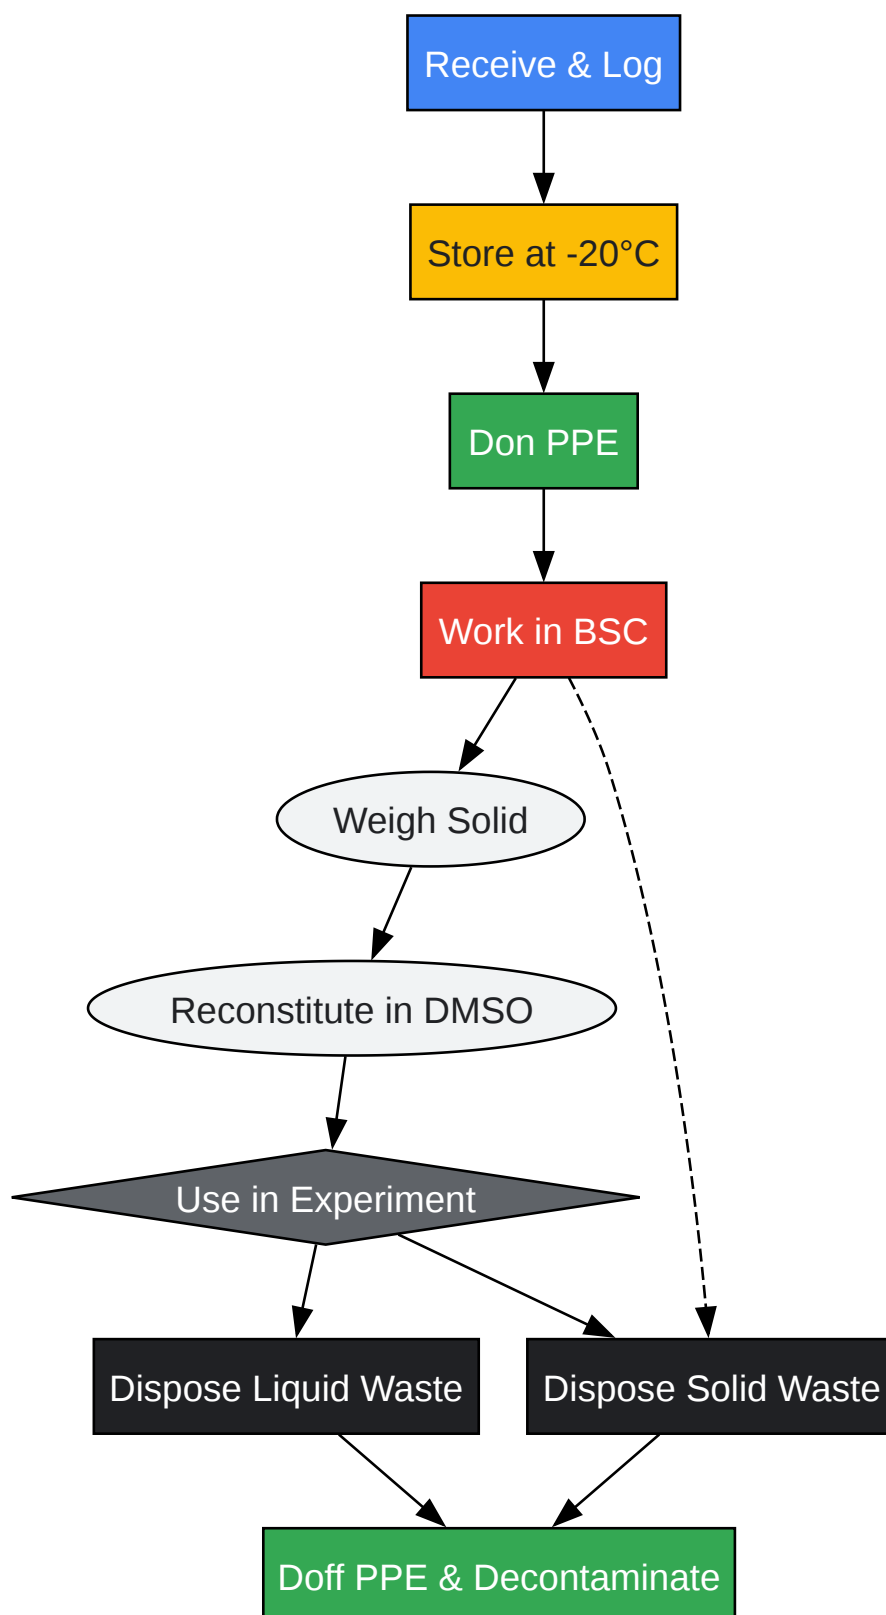 Receive & Log
Store at -20°C
Don PPE
Work in BSC
Weigh Solid
Reconstitute in DMSO
Use in Experiment
Dispose Liquid Waste
Dispose Solid Waste
Doff PPE & Decontaminate